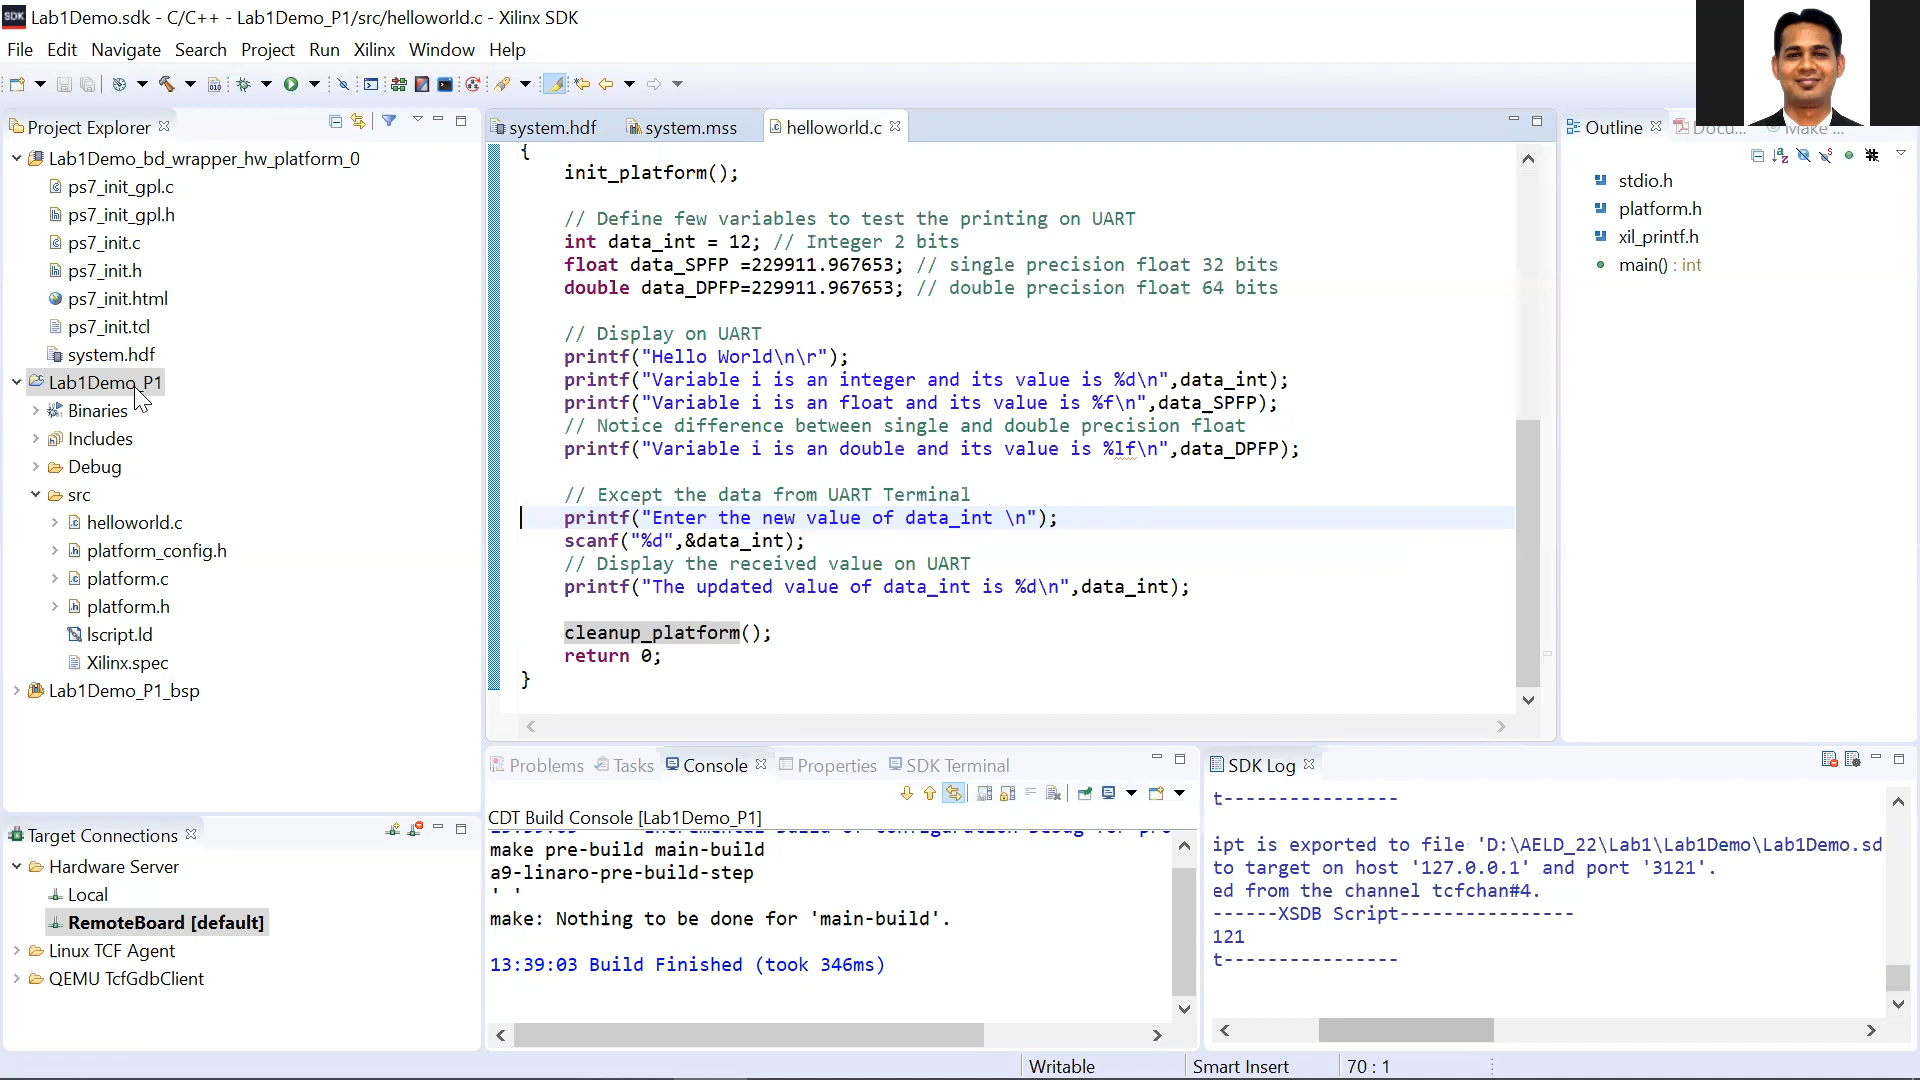 SDK Lab1Demo.sdk - C/C++ - Lab1Demo_P1/src/helloworld.c - Xilinx SDK
File Edit Navigate Search Project Run Xilinx Window Help
Project Explorer
Lab1Demo_bd_wrapper_hw_platform_0
ps7_init_gpl.c
ps7_init_gpl.h
ps7_init.c
ps7_init.h
ps7_init.html
ps7_init.tcl
system.hdf
Lab1Demo_P1
Binaries
Includes
Debug
src
helloworld.c
platform_config.h
platform.c
platform.h
lscript.ld
Xilinx.spec
Lab1Demo_P1_bsp
Target Connections
Hardware Server
Local
RemoteBoard [default]
Linux TCF Agent
QEMU TcfGdbClient
system.hdf system.mss helloworld.c
{
init_platform();
// Define few variables to test the printing on UART
int data_int = 12; // Integer 2 bits
float data_SPFP =229911.967653; // single precision float 32 bits
double data_DPFP=229911.967653; // double precision float 64 bits
// Display on UART
printf("Hello World\n\r");
printf("Variable i is an integer and its value is %d\n",data_int);
printf("Variable i is an float and its value is %f\n",data_SPFP);
// Notice difference between single and double precision float
printf("Variable i is an double and its value is %lf\n",data_DPFP);
// Except the data from UART Terminal
printf("Enter the new value of data_int \n");
scanf("%d",&data_int);
// Display the received value on UART
printf("The updated value of data_int is %d\n",data_int);
cleanup_platform();
return 0;
}
Outline Docu... Make ...
stdio.h
platform.h
xil_printf.h
main() : int
Problems Tasks Console Properties SDK Terminal
CDT Build Console [Lab1Demo_P1]
make pre-build main-build
a9-linaro-pre-build-step
' '
make: Nothing to be done for 'main-build'.
13:39:03 Build Finished (took 346ms)
SDK Log
t----------------
ipt is exported to file 'D:\AELD_22\Lab1\Lab1Demo\Lab1Demo.sd
to target on host '127.0.0.1' and port '3121'.
ed from the channel tcfchan#4.
------XSDB Script----------------
121
t----------------
Writable Smart Insert 70 : 1